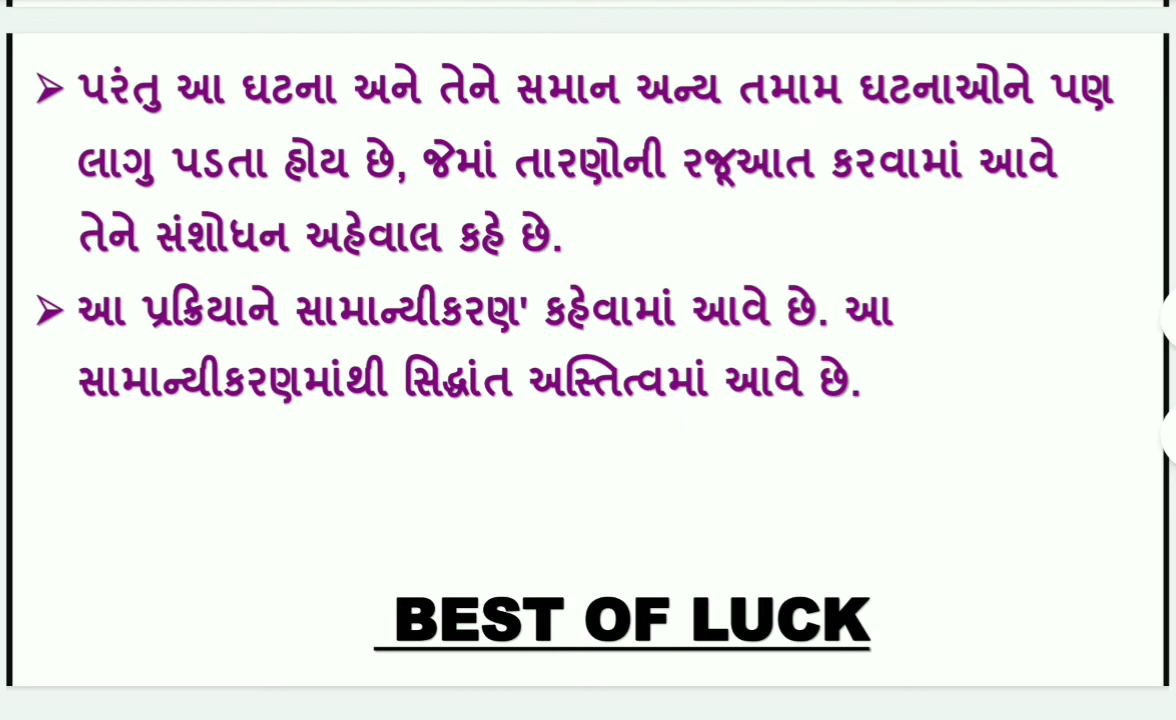 ➢ પરંતુ આ ઘટના અને તેને સમાન અન્ય તમામ ઘટનાઓને પણ
લાગુ પડતા હોય છે, જેમાં તારણોની રજૂઆત કરવામાં આવે
તેને સંશોધન અહેવાલ કહે છે.
➢ આ પ્રક્રિયાને સામાન્યીકરણ' કહેવામાં આવે છે. આ
સામાન્યીકરણમાંથી સિદ્ધાંત અસ્તિત્વમાં આવે છે.
BEST OF LUCK